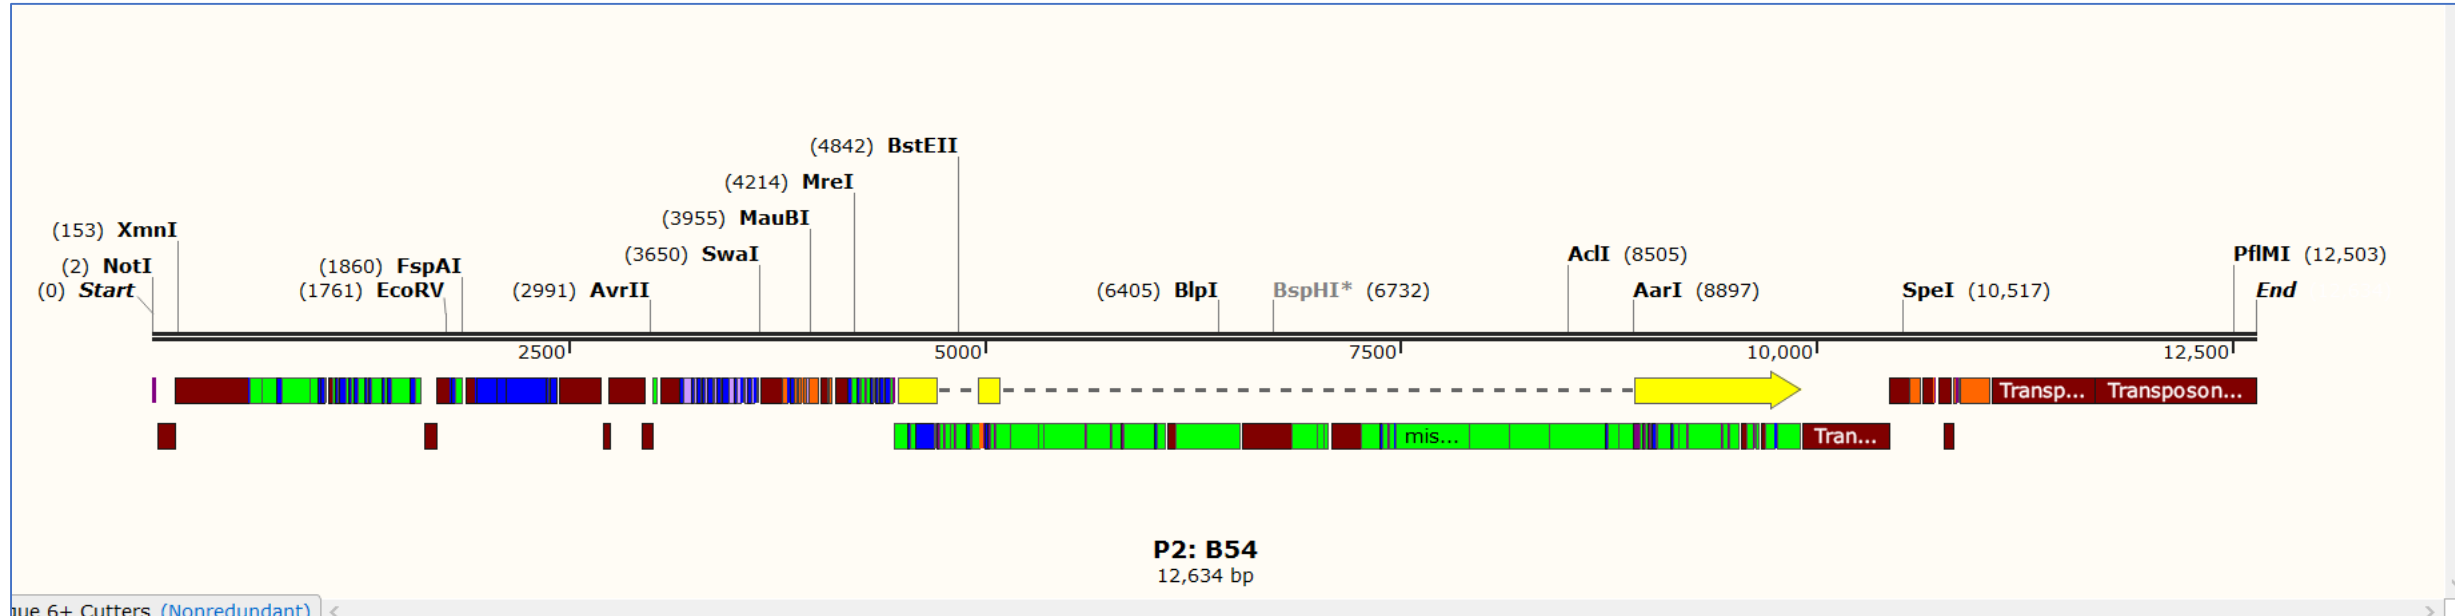 (4842) BstEII
(4214) MreI
(3955) MauBI
(153) XmnI
(3650) SwaI
AclI (8505)
PflMI (12,503)
(2) NotI
(1860) FspAI
(0) Start
(1761) EcoRV
(2991) AvrII
(6405) BlpI
BspHI* (6732)
AarI (8897)
SpeI (10,517)
End
2500
5000
7500
10,000
12,500
Transp...
Transposon...
mis...
Tran...
P2: B54
12,634 bp
6+ Cutters (Nonredundant)